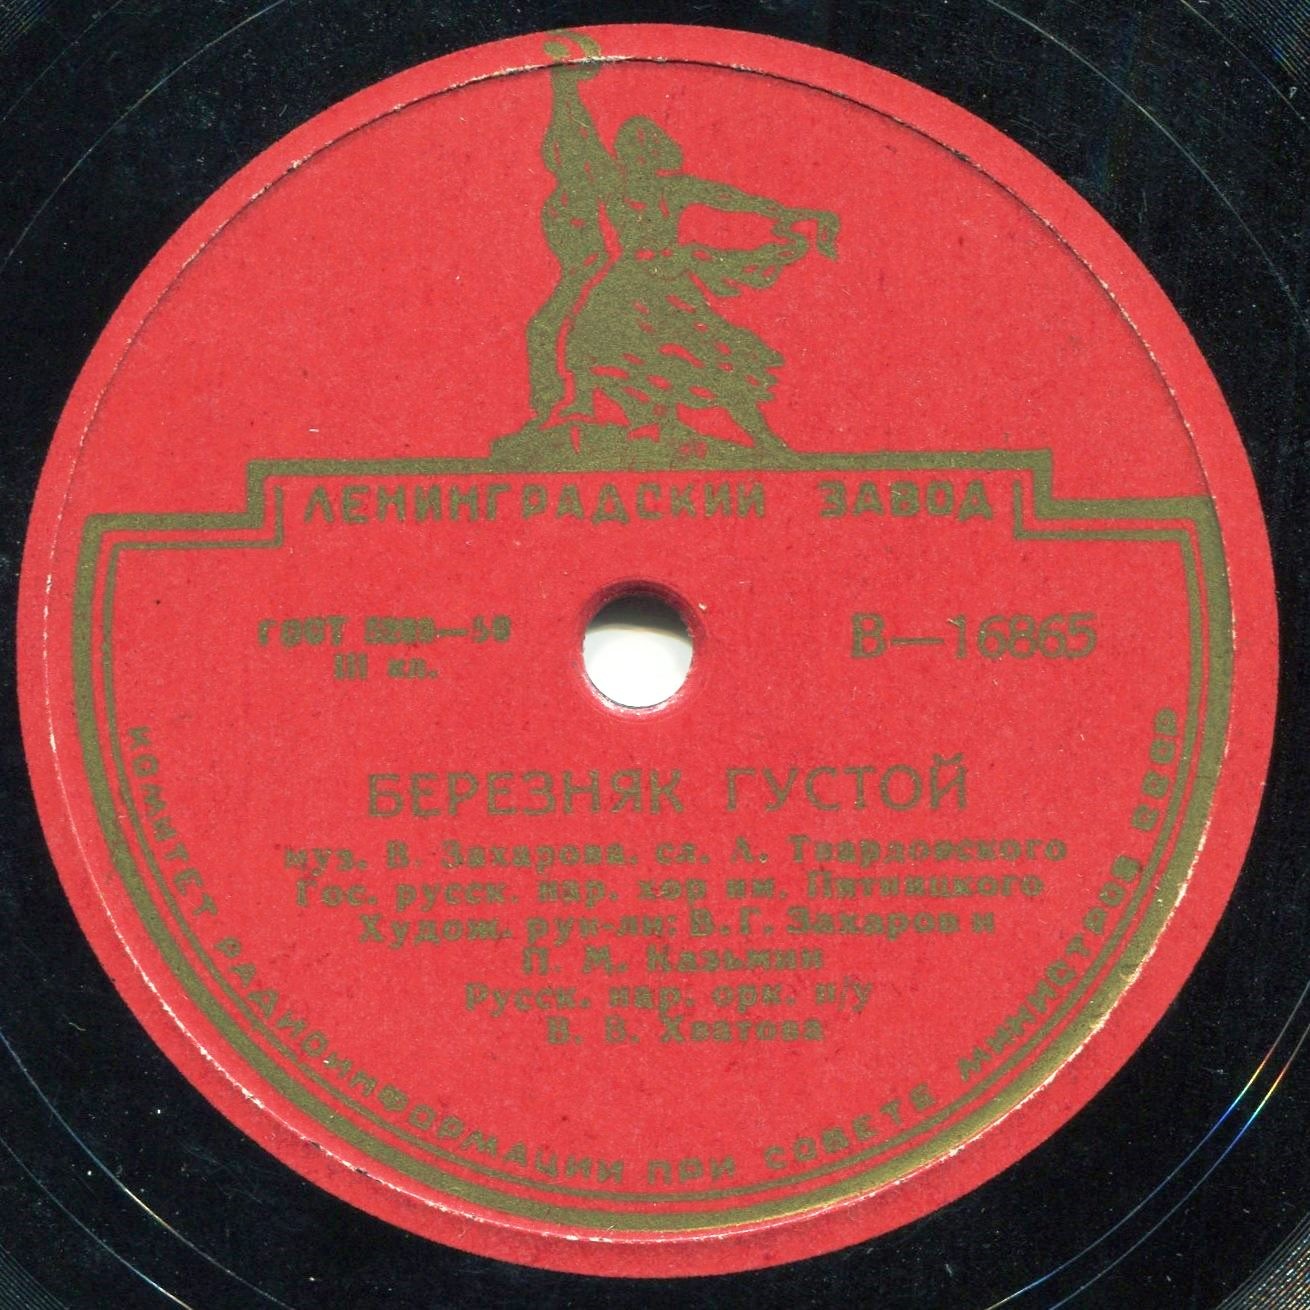 ЛЕНИНГРАДСКИЙ ЗАВОД
ГОСТ 5289—50
III кл.
В—16865
БЕРЕЗНЯК ГУСТОЙ
муз. В. Захарова, сл. А. Твардовского
Гос. русск. нар. хор им. Пятницкого
Худож. рук-ли: В. Г. Захаров и
П. М. Казьмин
Русск. нар. орк. п/у
В. В. Хватова
КОМИТЕТ РАДИОИНФОРМАЦИИ ПРИ СОВЕТЕ МИНИСТРОВ СССР